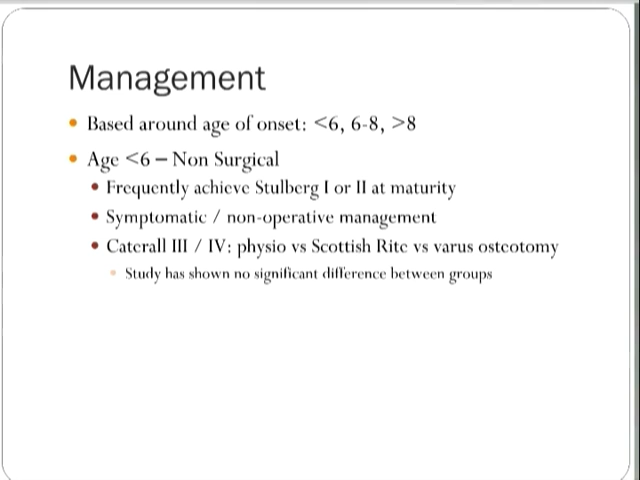 Management
• Based around age of onset: <6, 6-8, >8
• Age <6 – Non Surgical
• Frequently achieve Stulberg I or II at maturity
• Symptomatic / non-operative management
• Caterall III / IV: physio vs Scottish Rite vs varus osteotomy
• Study has shown no significant difference between groups